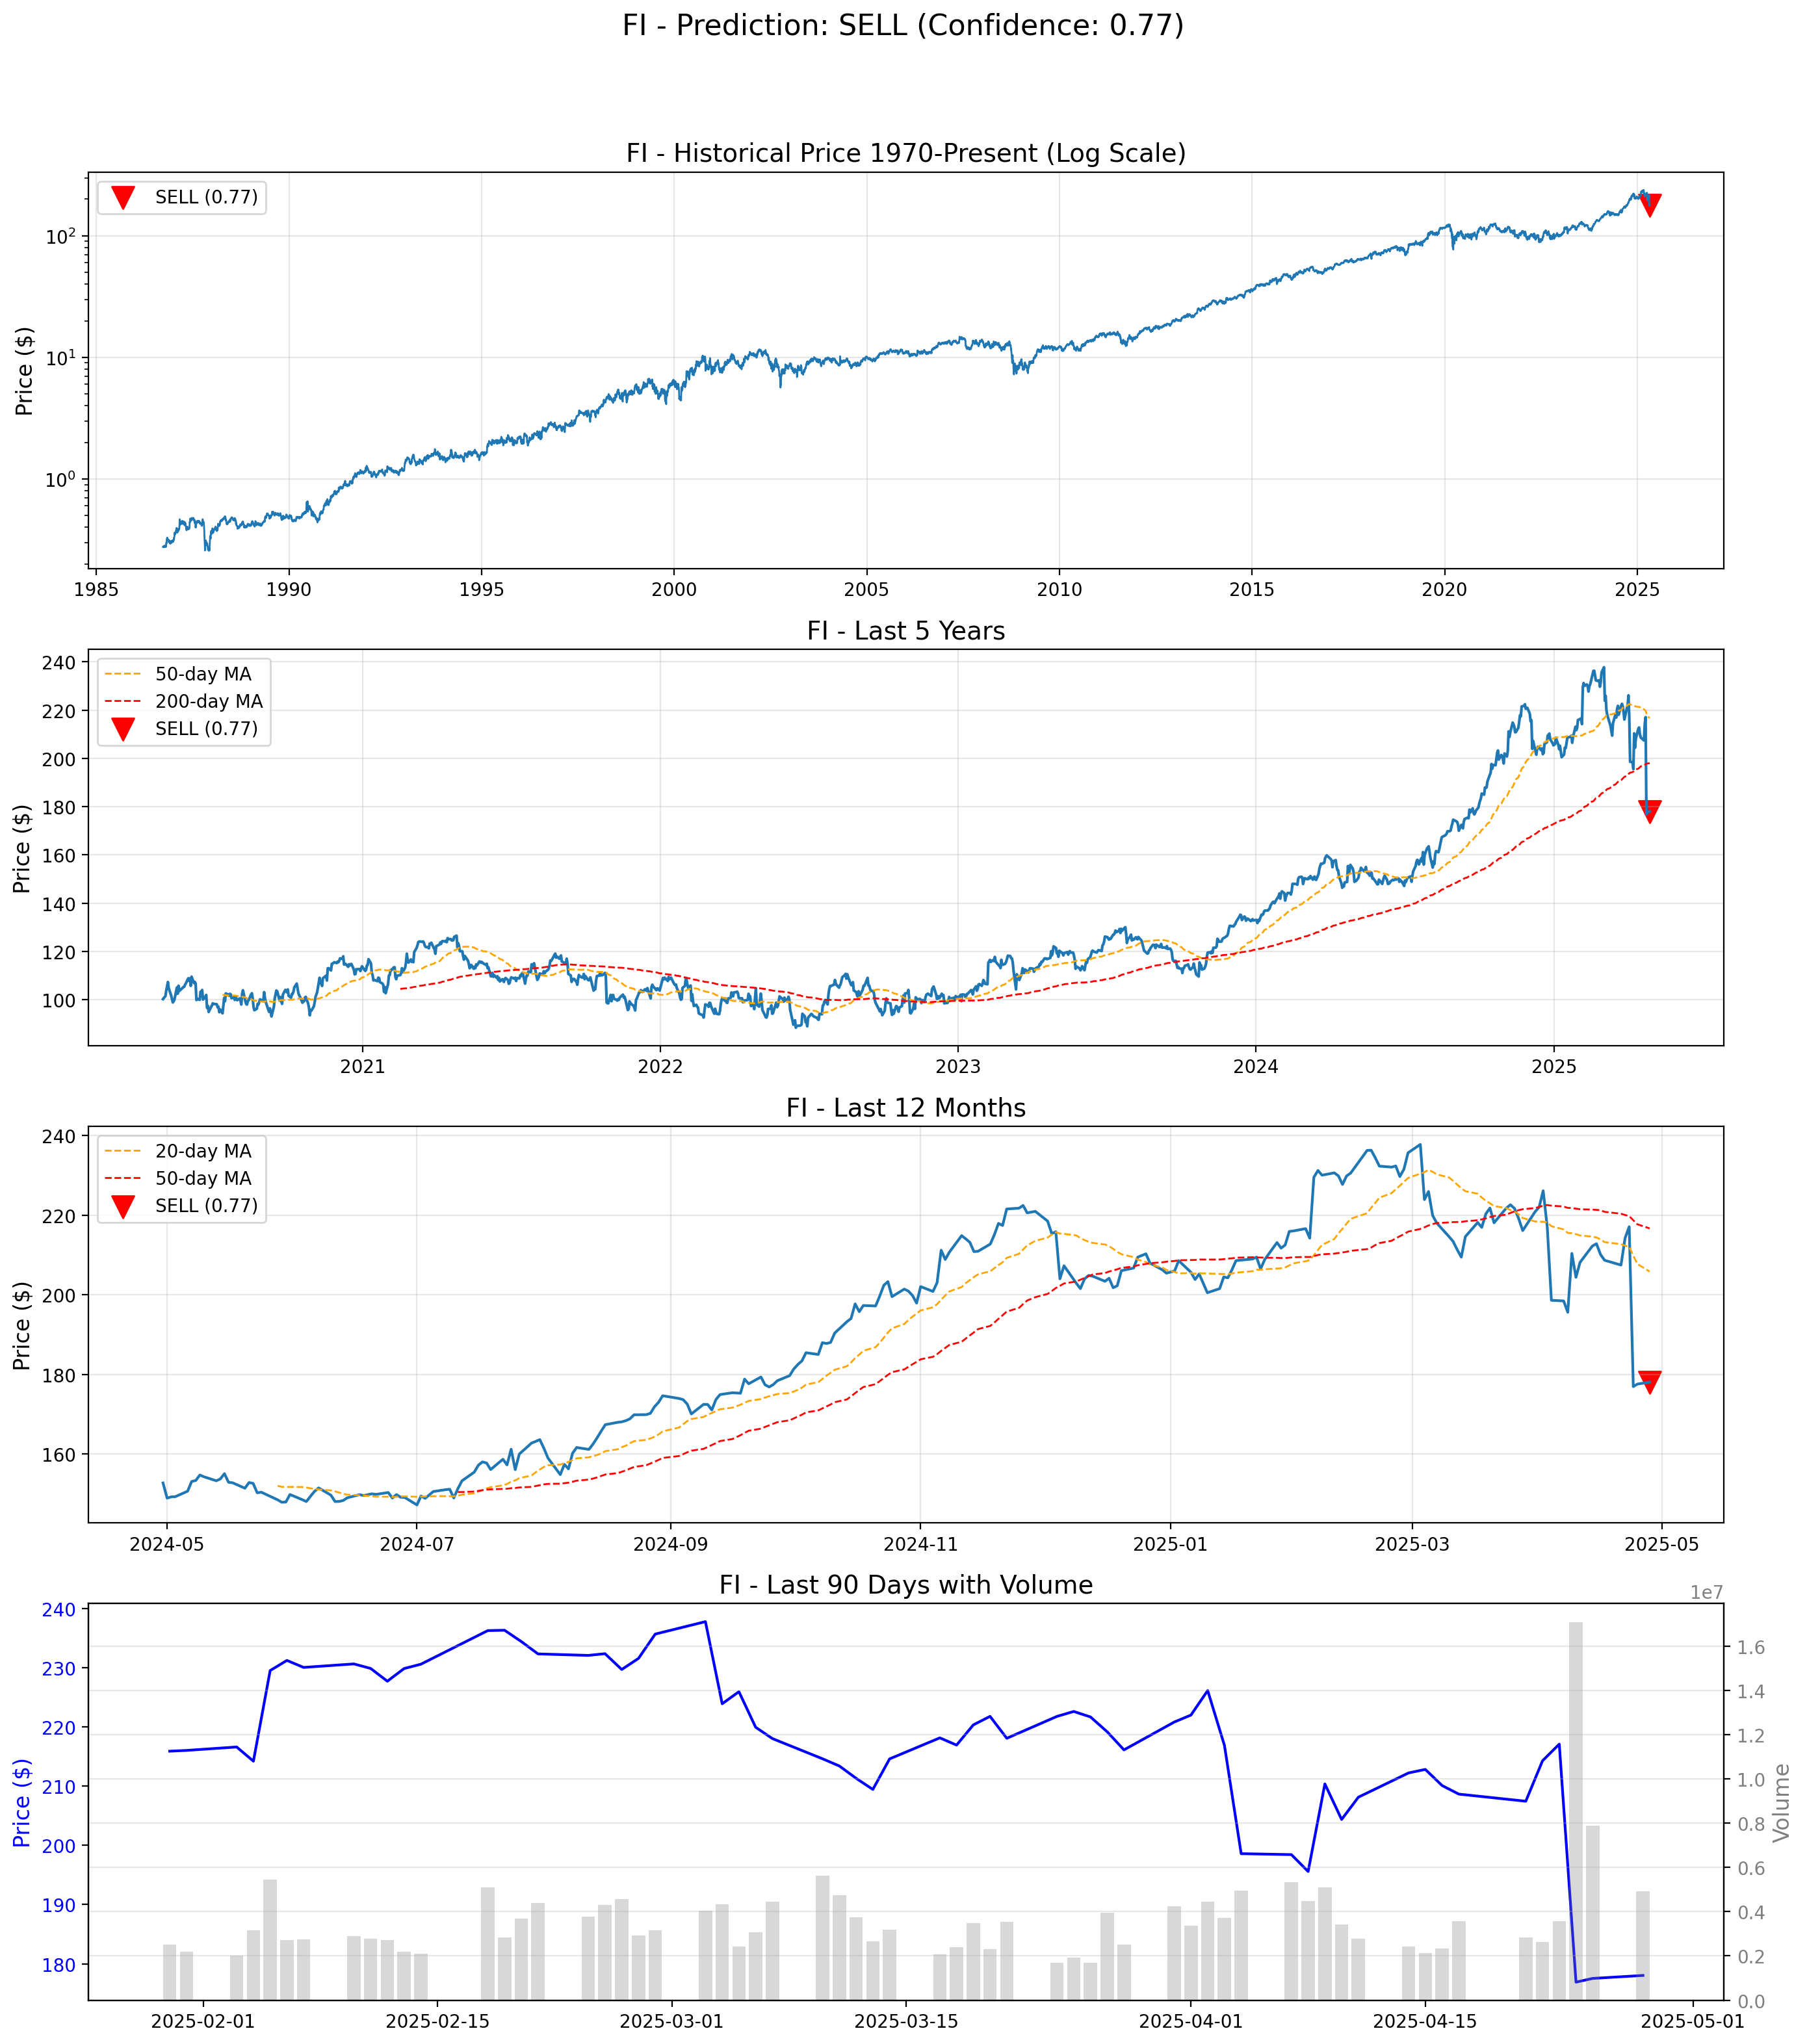 FI - Prediction: SELL (Confidence: 0.77)
FI - Historical Price 1970-Present (Log Scale)
SELL (0.77)
Price ($)
10²
10¹
10⁰
1985 1990 1995 2000 2005 2010 2015 2020 2025
FI - Last 5 Years
50-day MA
200-day MA
SELL (0.77)
Price ($)
240
220
200
180
160
140
120
100
2021 2022 2023 2024 2025
FI - Last 12 Months
20-day MA
50-day MA
SELL (0.77)
Price ($)
240
220
200
180
160
2024-05 2024-07 2024-09 2024-11 2025-01 2025-03 2025-05
FI - Last 90 Days with Volume
1e7
Price ($)
240
230
220
210
200
190
180
Volume
1.6
1.4
1.2
1.0
0.8
0.6
0.4
0.2
0.0
2025-02-01 2025-02-15 2025-03-01 2025-03-15 2025-04-01 2025-04-15 2025-05-01